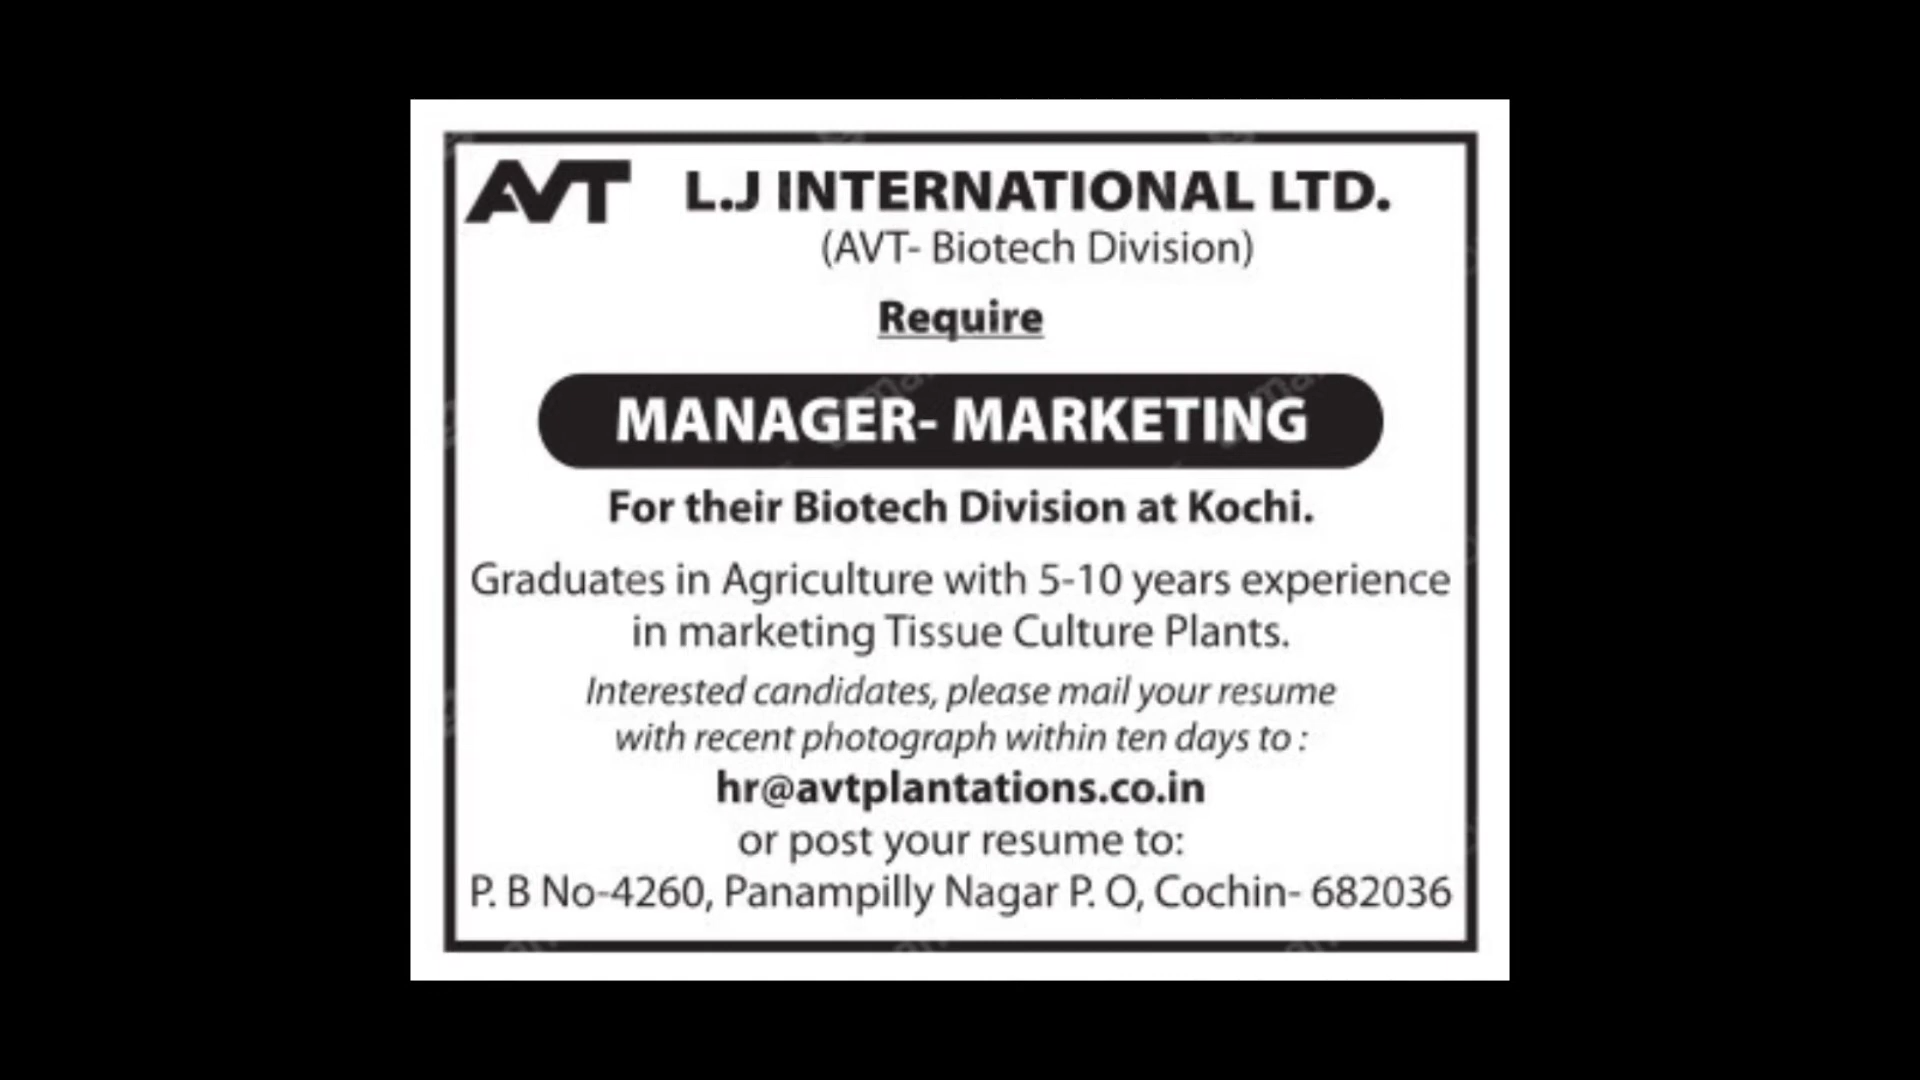 AVT L.J INTERNATIONAL LTD.
(AVT- Biotech Division)
Require
MANAGER- MARKETING
For their Biotech Division at Kochi.
Graduates in Agriculture with 5-10 years experience
in marketing Tissue Culture Plants.
Interested candidates, please mail your resume
with recent photograph within ten days to :
hr@avtplantations.co.in
or post your resume to:
P. B No-4260, Panampilly Nagar P. O, Cochin- 682036